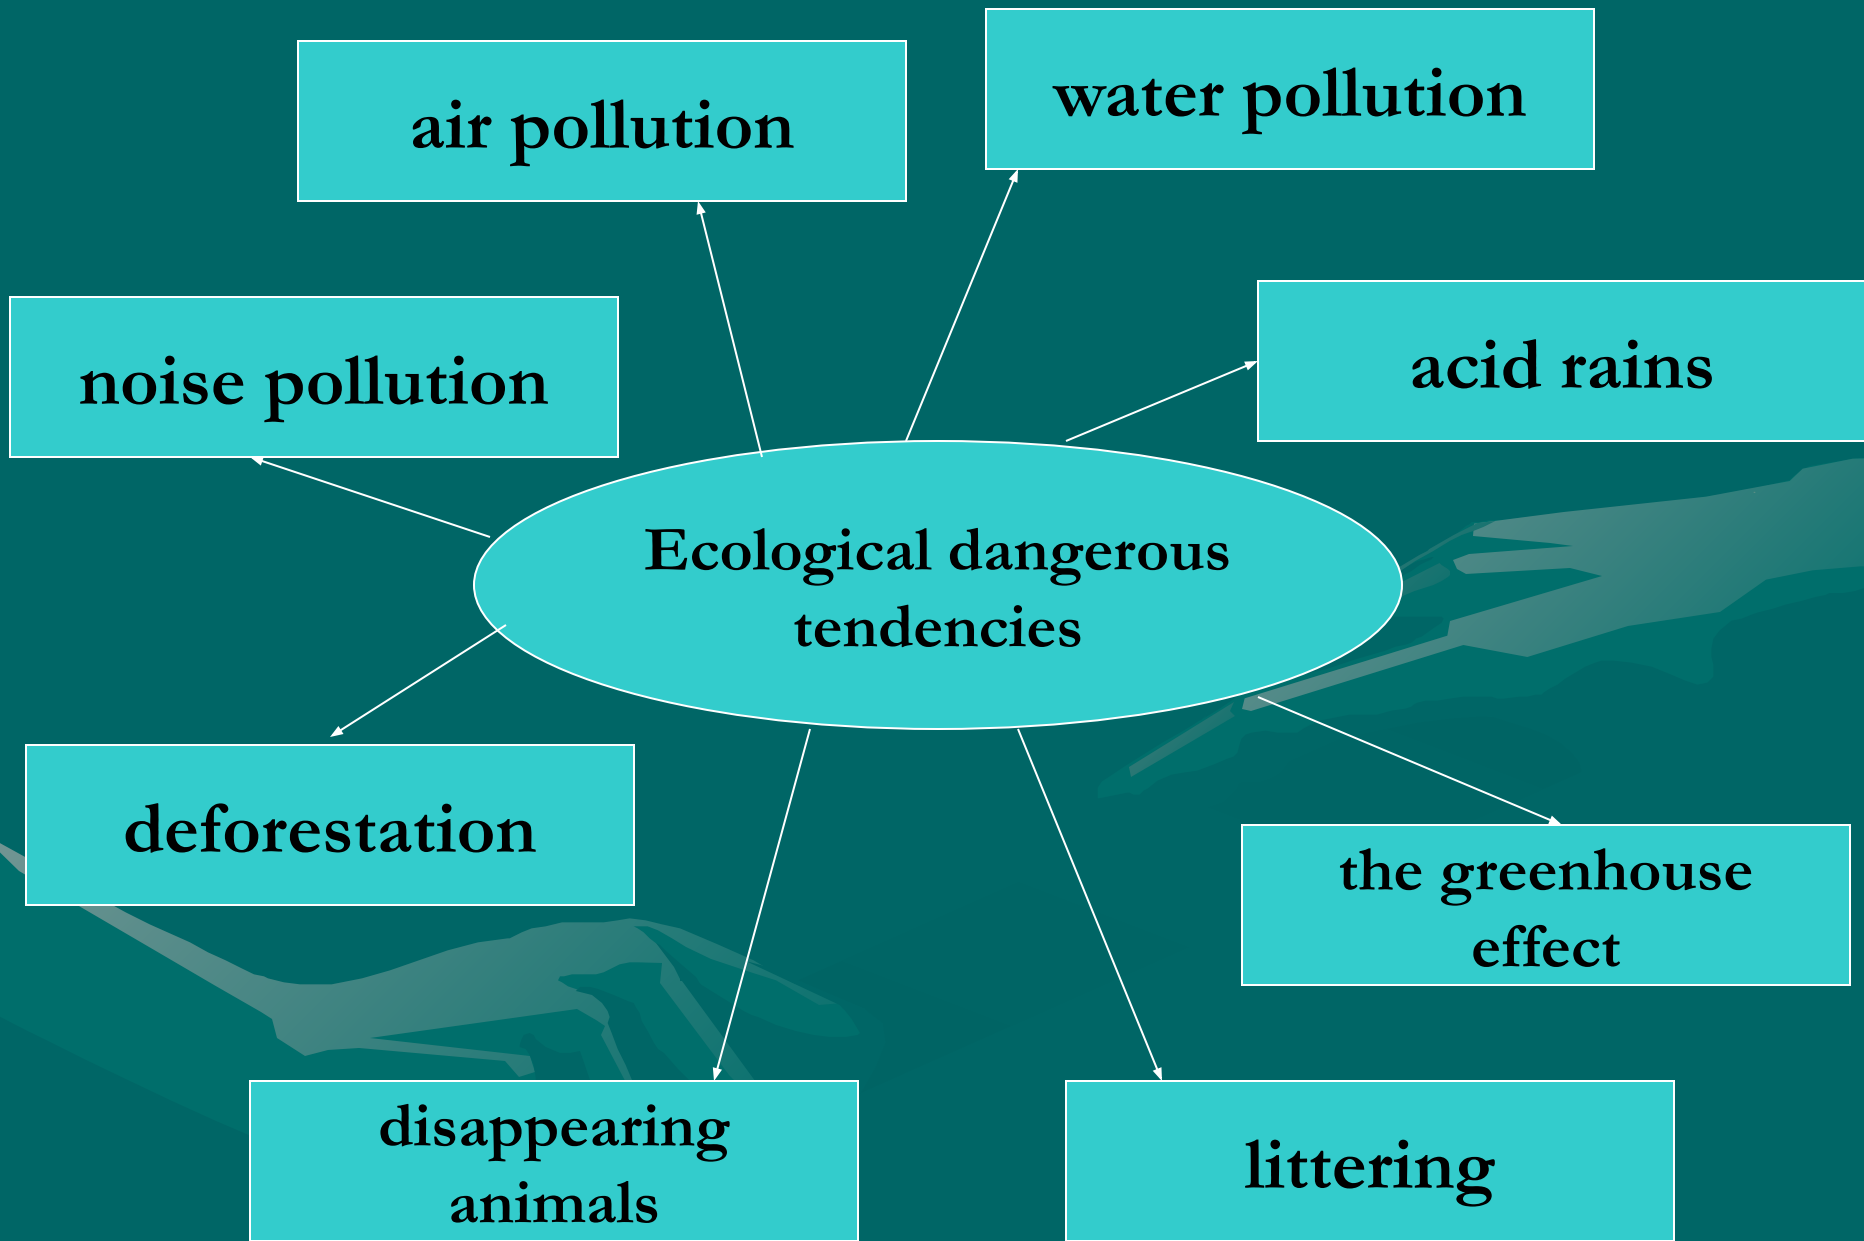 air pollution
water pollution
noise pollution
acid rains
Ecological dangerous
tendencies
deforestation
the greenhouse
effect
disappearing
animals
littering